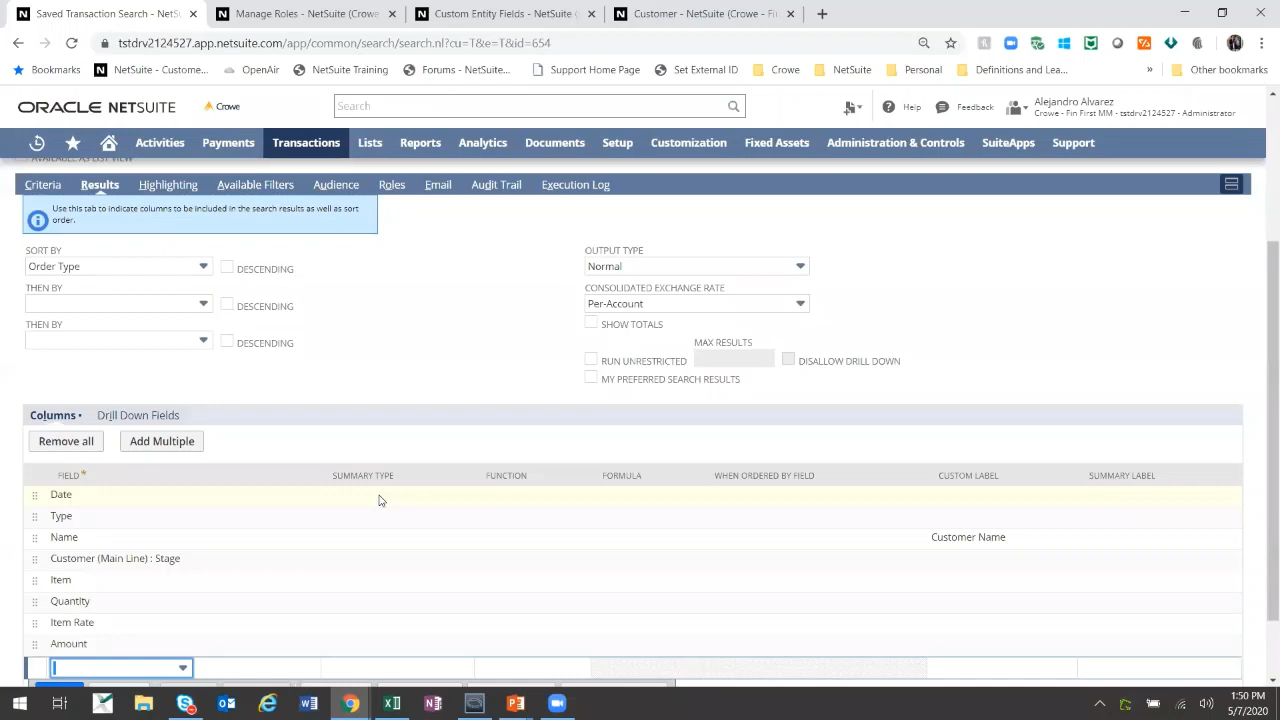 Saved Transaction Search - NetSu
Manage Roles - NetSuite (Crowe
Custom Entity Fields - NetSuite (
Customer - NetSuite (Crowe - Fi
tstdrv2124527.app.netsuite.com/app/common/search/search.nl?cu=T&e=T&id=654
Bookmarks
NetSuite - Custome...
OpenAir
NetSuite Training
Forums - NetSuite...
Support Home Page
Set External ID
Crowe
NetSuite
Personal
Definitions and Lea...
»
Other bookmarks
ORACLE NETSUITE
Crowe
Search
Help
Feedback
Alejandro Alvarez
Crowe - Fin First MM - tstdrv2124527 - Administrator
Activities
Payments
Transactions
Lists
Reports
Analytics
Documents
Setup
Customization
Fixed Assets
Administration & Controls
SuiteApps
Support
AVAILABLE AS LIST VIEW
Criteria
Results
Highlighting
Available Filters
Audience
Roles
Email
Audit Trail
Execution Log
Use this tab to indicate columns to be included in the search results as well as sort
order.
SORT BY
Order Type
DESCENDING
THEN BY
DESCENDING
THEN BY
DESCENDING
OUTPUT TYPE
Normal
CONSOLIDATED EXCHANGE RATE
Per-Account
SHOW TOTALS
MAX RESULTS
RUN UNRESTRICTED
DISALLOW DRILL DOWN
MY PREFERRED SEARCH RESULTS
Columns •
Drill Down Fields
Remove all
Add Multiple
FIELD*
SUMMARY TYPE
FUNCTION
FORMULA
WHEN ORDERED BY FIELD
CUSTOM LABEL
SUMMARY LABEL
Date
Type
Name
Customer Name
Customer (Main Line) : Stage
Item
Quantity
Item Rate
Amount
1:50 PM
5/7/2020